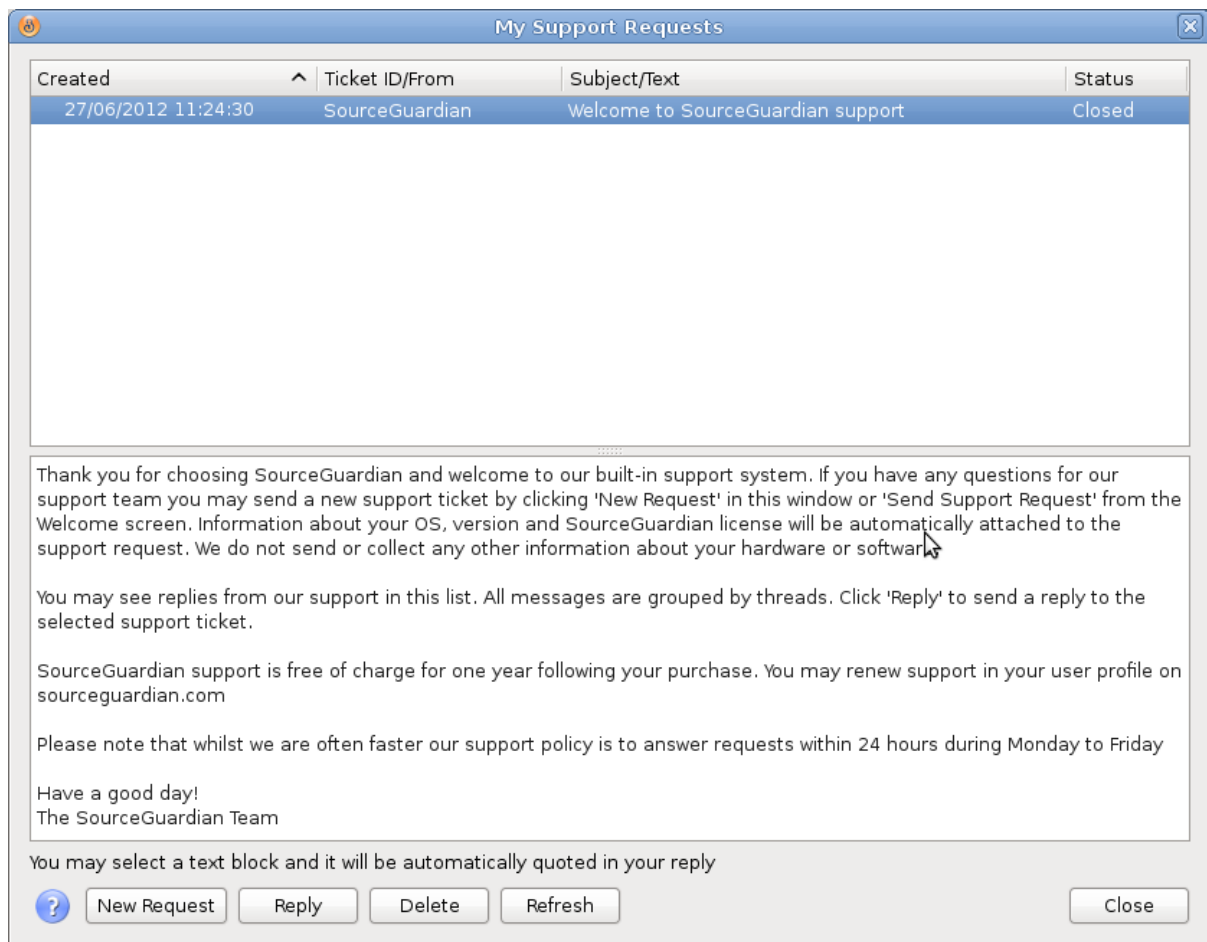 My Support Requests
Created Ticket ID/From Subject/Text Status
27/06/2012 11:24:30 SourceGuardian Welcome to SourceGuardian support Closed
Thank you for choosing SourceGuardian and welcome to our built-in support system. If you have any questions for our
support team you may send a new support ticket by clicking 'New Request' in this window or 'Send Support Request' from the
Welcome screen. Information about your OS, version and SourceGuardian license will be automatically attached to the
support request. We do not send or collect any other information about your hardware or softwar
You may see replies from our support in this list. All messages are grouped by threads. Click 'Reply' to send a reply to the
selected support ticket.
SourceGuardian support is free of charge for one year following your purchase. You may renew support in your user profile on
sourceguardian.com
Please note that whilst we are often faster our support policy is to answer requests within 24 hours during Monday to Friday
Have a good day!
The SourceGuardian Team
You may select a text block and it will be automatically quoted in your reply
? New Request Reply Delete Refresh Close